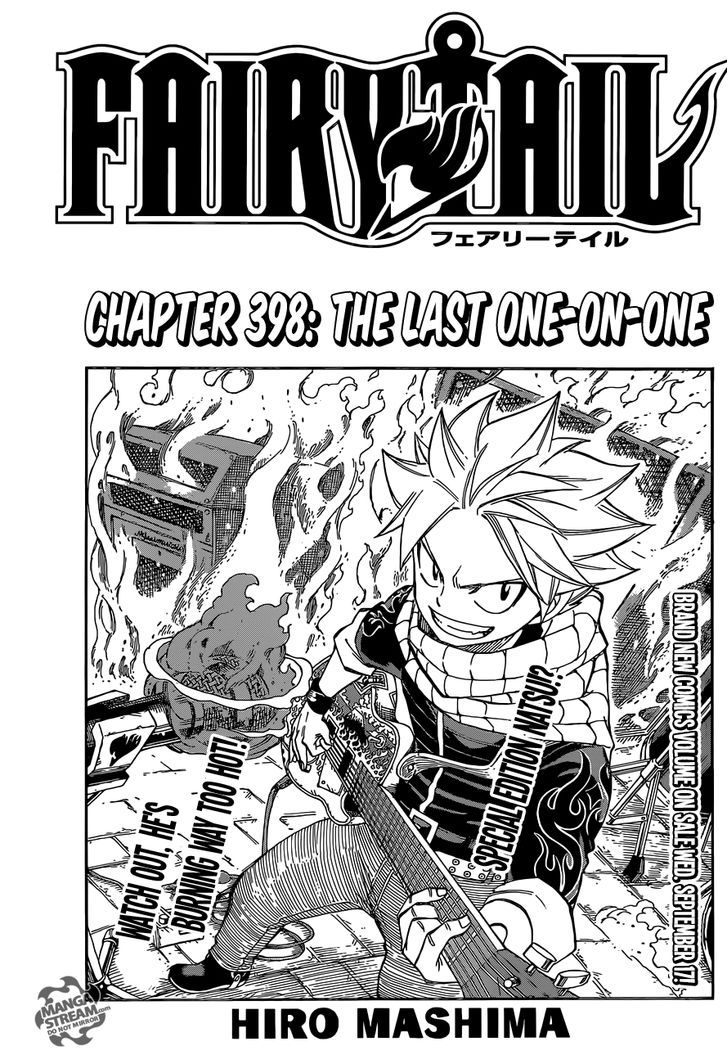 FAIRY TAIL
フェアリーテイル
CHAPTER 398: THE LAST ONE-ON-ONE
BRAND NEW COMICS VOLUME ON SALE WED, SEPTEMBER 17!
SPECIAL EDITION NATSU!?
WATCH OUT, HE'S
BURNING WAY TOO HOT!
MANGA
STREAM.com
DO NOT MIRROR
HIRO MASHIMA